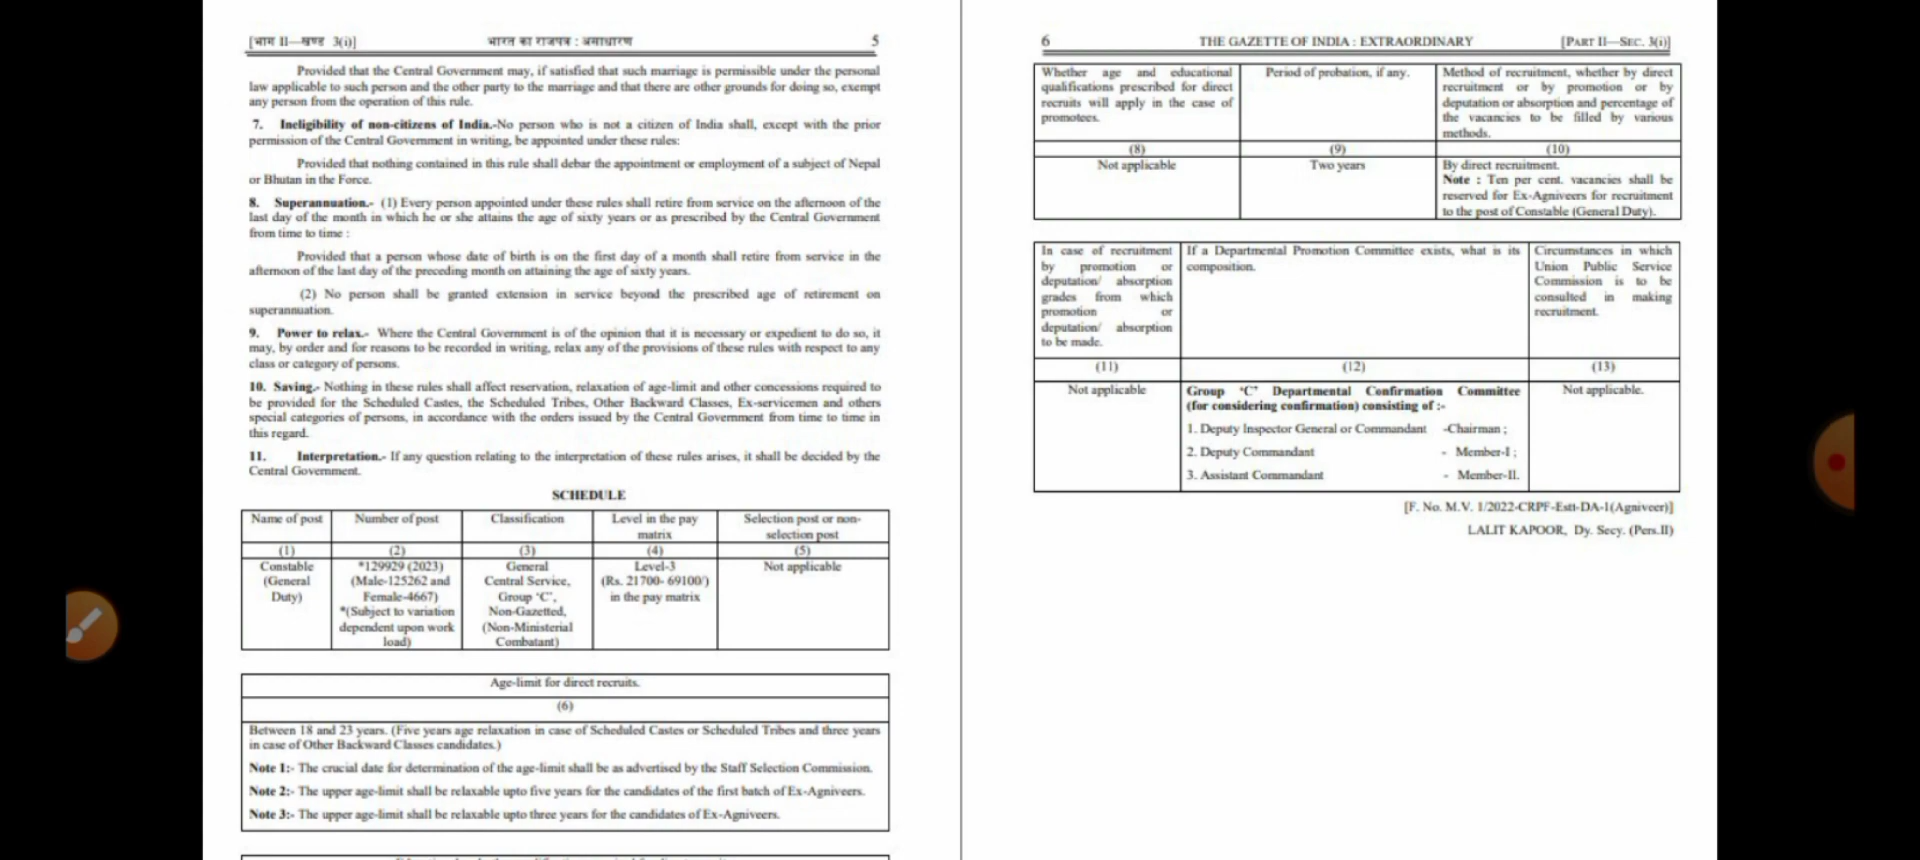 [भाग II—खण्ड 3(i)] भारत का राजपत्र : असाधारण 5
Provided that the Central Government may, if satisfied that such marriage is permissible under the personal
law applicable to such person and the other party to the marriage and that there are other grounds for doing so, exempt
any person from the operation of this rule.
7. Ineligibility of non-citizens of India.-No person who is not a citizen of India shall, except with the prior
permission of the Central Government in writing, be appointed under these rules:
Provided that nothing contained in this rule shall debar the appointment or employment of a subject of Nepal
or Bhutan in the Force.
8. Superannuation.- (1) Every person appointed under these rules shall retire from service on the afternoon of the
last day of the month in which he or she attains the age of sixty years or as prescribed by the Central Government
from time to time :
Provided that a person whose date of birth is on the first day of a month shall retire from service in the
afternoon of the last day of the preceding month on attaining the age of sixty years.
(2) No person shall be granted extension in service beyond the prescribed age of retirement on
superannuation.
9. Power to relax.- Where the Central Government is of the opinion that it is necessary or expedient to do so, it
may, by order and for reasons to be recorded in writing, relax any of the provisions of these rules with respect to any
class or category of persons.
10. Saving.- Nothing in these rules shall affect reservation, relaxation of age-limit and other concessions required to
be provided for the Scheduled Castes, the Scheduled Tribes, Other Backward Classes, Ex-servicemen and others
special categories of persons, in accordance with the orders issued by the Central Government from time to time in
this regard.
11. Interpretation.- If any question relating to the interpretation of these rules arises, it shall be decided by the
Central Government.
SCHEDULE
Name of post
Number of post
Classification
Level in the pay
matrix
Selection post or non-
selection post
(1)
(2)
(3)
(4)
(5)
Constable
(General
Duty)
*129929 (2023)
(Male-125262 and
Female-4667)
*(Subject to variation
dependent upon work
load)
General
Central Service,
Group 'C',
Non-Gazetted,
(Non-Ministerial
Combatant)
Level-3
(Rs. 21700- 69100/)
in the pay matrix
Not applicable
Age-limit for direct recruits.
(6)
Between 18 and 23 years. (Five years age relaxation in case of Scheduled Castes or Scheduled Tribes and three years
in case of Other Backward Classes candidates.)
Note 1:- The crucial date for determination of the age-limit shall be as advertised by the Staff Selection Commission.
Note 2:- The upper age-limit shall be relaxable upto five years for the candidates of the first batch of Ex-Agniveers.
Note 3:- The upper age-limit shall be relaxable upto three years for the candidates of Ex-Agniveers.
6 THE GAZETTE OF INDIA : EXTRAORDINARY [PART II—SEC. 3(i)]
Whether age and educational
qualifications prescribed for direct
recruits will apply in the case of
promotees.
Period of probation, if any.
Method of recruitment, whether by direct
recruitment or by promotion or by
deputation or absorption and percentage of
the vacancies to be filled by various
methods.
(8)
(9)
(10)
Not applicable
Two years
By direct recruitment.
Note : Ten per cent. vacancies shall be
reserved for Ex-Agniveers for recruitment
to the post of Constable (General Duty).
In case of recruitment
by promotion or
deputation/ absorption
grades from which
promotion or
deputation/ absorption
to be made.
If a Departmental Promotion Committee exists, what is its
composition.
Circumstances in which
Union Public Service
Commission is to be
consulted in making
recruitment.
(11)
(12)
(13)
Not applicable
Group 'C' Departmental Confirmation Committee
(for considering confirmation) consisting of :-
1. Deputy Inspector General or Commandant -Chairman ;
2. Deputy Commandant - Member-I ;
3. Assistant Commandant - Member-II.
Not applicable.
[F. No. M.V. 1/2022-CRPF-Estt-DA-1(Agniveer)]
LALIT KAPOOR, Dy. Secy. (Pers.II)